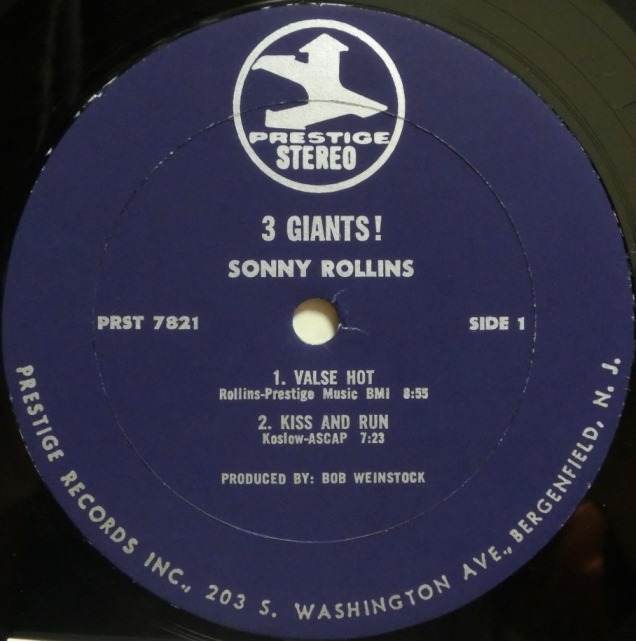 PRESTIGE
STEREO
3 GIANTS!
SONNY ROLLINS
PRST 7821
SIDE 1
1. VALSE HOT
Rollins-Prestige Music BMI 8:55
2. KISS AND RUN
Koslow-ASCAP 7:23
PRODUCED BY: BOB WEINSTOCK
PRESTIGE RECORDS INC., 203 S. WASHINGTON AVE., BERGENFIELD, N. J.